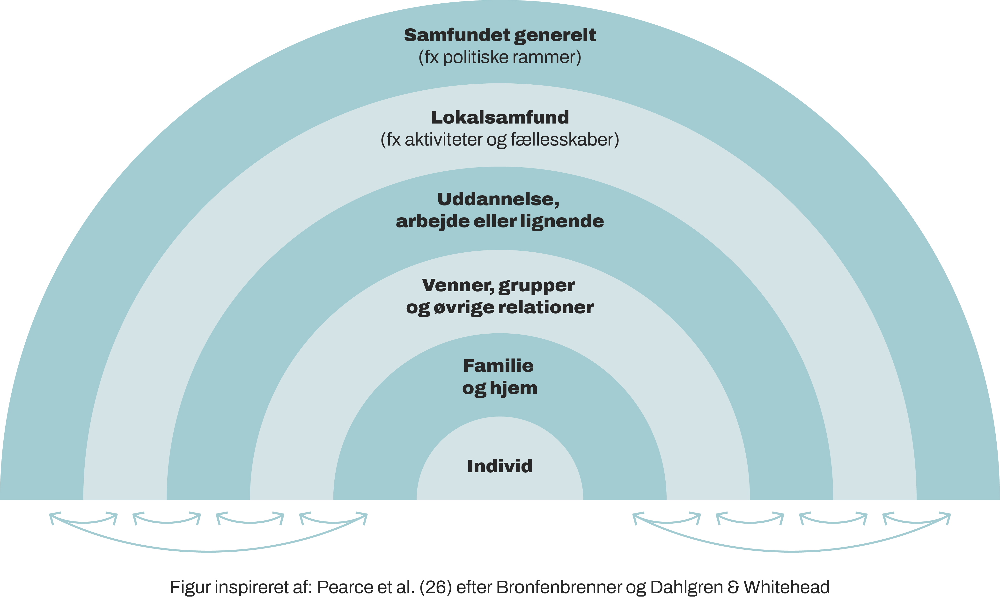 Samfundet generelt
(fx politiske rammer)
Lokalsamfund
(fx aktiviteter og fællesskaber)
Uddannelse,
arbejde eller lignende
Venner, grupper
og øvrige relationer
Familie
og hjem
Individ
Figur inspireret af: Pearce et al. (26) efter Bronfenbrenner og Dahlgren & Whitehead